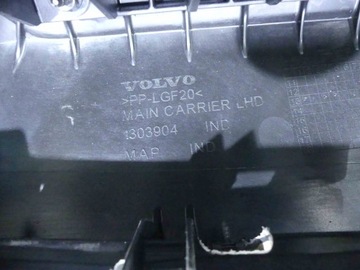 VOLVO
>PP-LGF20<
MAIN CARRIER LHD
1303904 IND
MAP IND